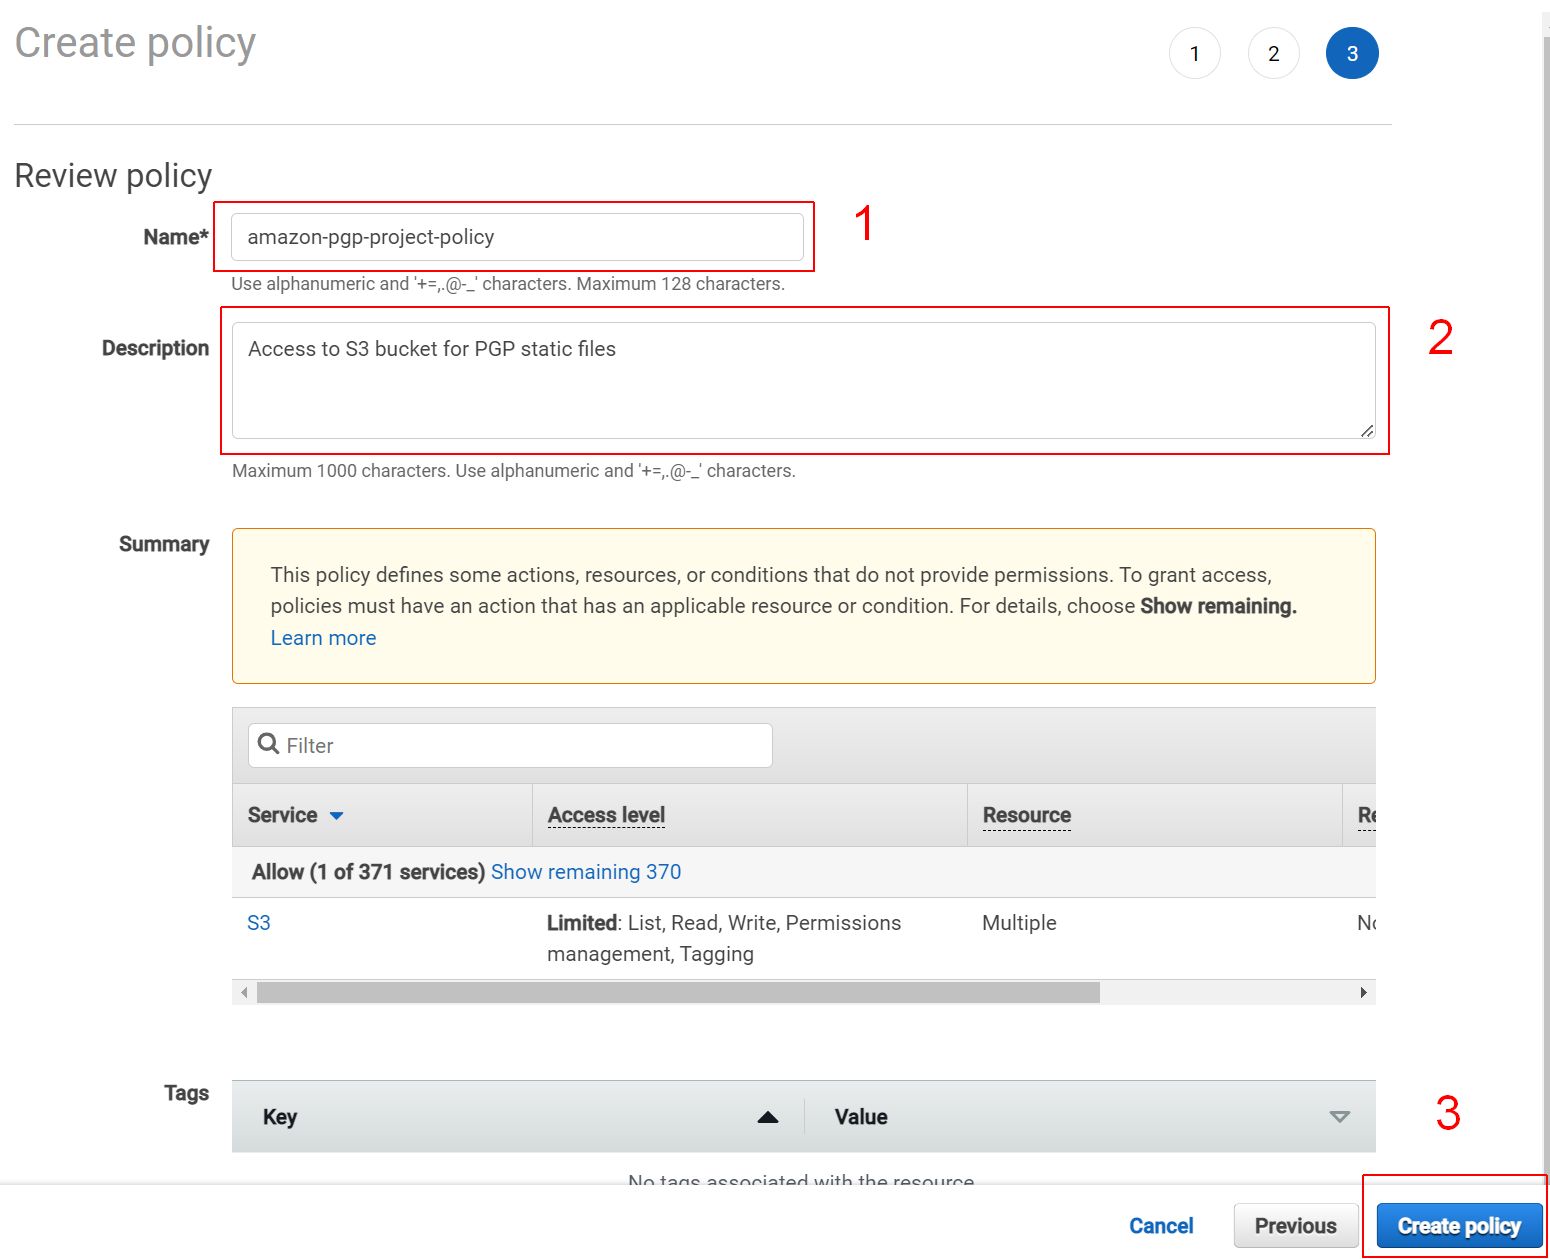 Create policy
1 2 3
Review policy
Name* amazon-pgp-project-policy 1
Use alphanumeric and '+=,.@-_' characters. Maximum 128 characters.
Description Access to S3 bucket for PGP static files 2
Maximum 1000 characters. Use alphanumeric and '+=,.@-_' characters.
Summary
This policy defines some actions, resources, or conditions that do not provide permissions. To grant access,
policies must have an action that has an applicable resource or condition. For details, choose Show remaining.
Learn more
Filter
Service Access level Resource Re
Allow (1 of 371 services) Show remaining 370
S3 Limited: List, Read, Write, Permissions Multiple
management, Tagging
Tags
Key Value
3
No tags associated with the resource
Cancel Previous Create policy